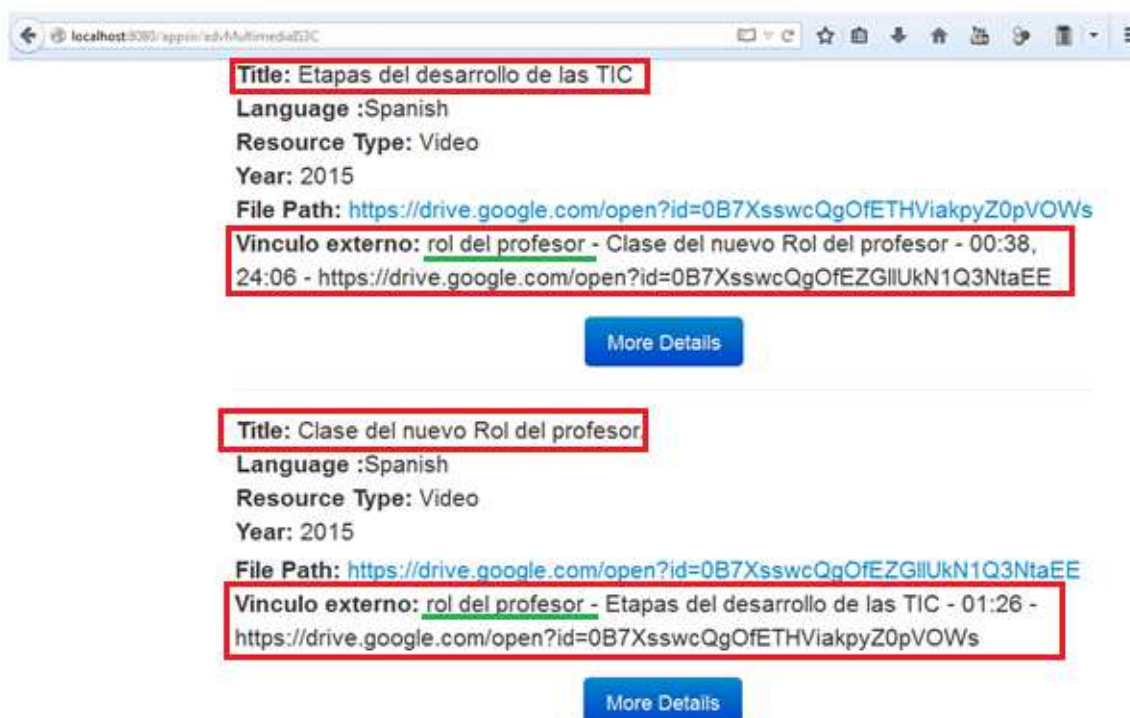 localhost:8080/appsir/advMultimediaIS3C
Title: Etapas del desarrollo de las TIC
Language :Spanish
Resource Type: Video
Year: 2015
File Path: https://drive.google.com/open?id=0B7XsswcQgOfETHViakpyZ0pVOWs
Vinculo externo: rol del profesor - Clase del nuevo Rol del profesor - 00:38,
24:06 - https://drive.google.com/open?id=0B7XsswcQgOfEZGllUkN1Q3NtaEE
More Details
Title: Clase del nuevo Rol del profesor.
Language :Spanish
Resource Type: Video
Year: 2015
File Path: https://drive.google.com/open?id=0B7XsswcQgOfEZGllUkN1Q3NtaEE
Vinculo externo: rol del profesor - Etapas del desarrollo de las TIC - 01:26 -
https://drive.google.com/open?id=0B7XsswcQgOfETHViakpyZ0pVOWs
More Details